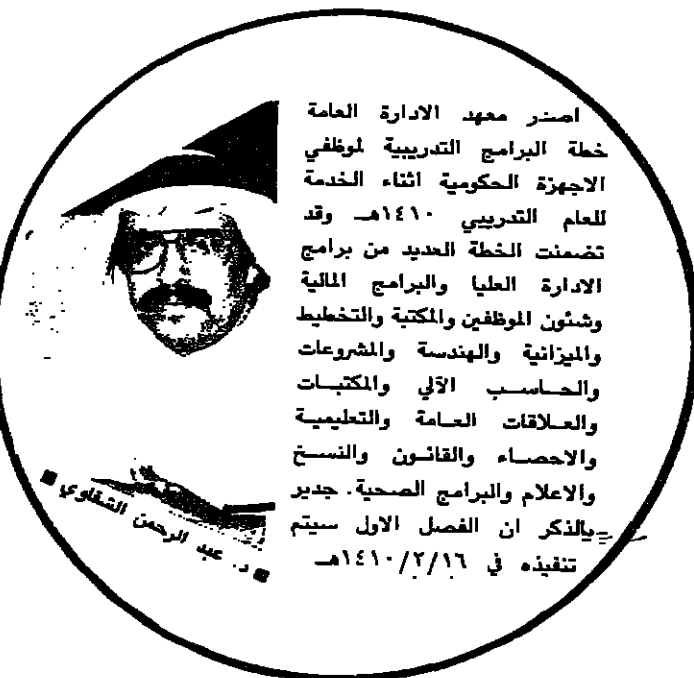 اصدر معهد الادارة العامة
خطة البرامج التدريبية لموظفي
الاجهزة الحكومية اثناء الخدمة
للعام التدريبي ١٤١٠هـ وقد
تضمنت الخطة العديد من برامج
الادارة العليا والبرامج المالية
وشئون الموظفين والمكتبة والتخطيط
والميزانية والهندسة والمشروعات
والحاسب الآلي والمكتبات
والعلاقات العامة والتعليمية
والاحصاء والقانون والنسخ
والاعلام والبرامج الصحية. جدير
بالذكر ان الفصل الاول سيتم
تنفيذه في ١٤١٠/٢/١٦هـ
■ د. عبد الرحمن الشقاوي ■